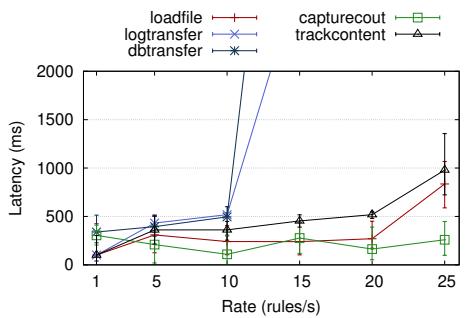 loadfile
logtransfer
dbtransfer
capturecout
trackcontent
2000
1500
1000
500
0
Latency (ms)
1 5 10 15 20 25
Rate (rules/s)